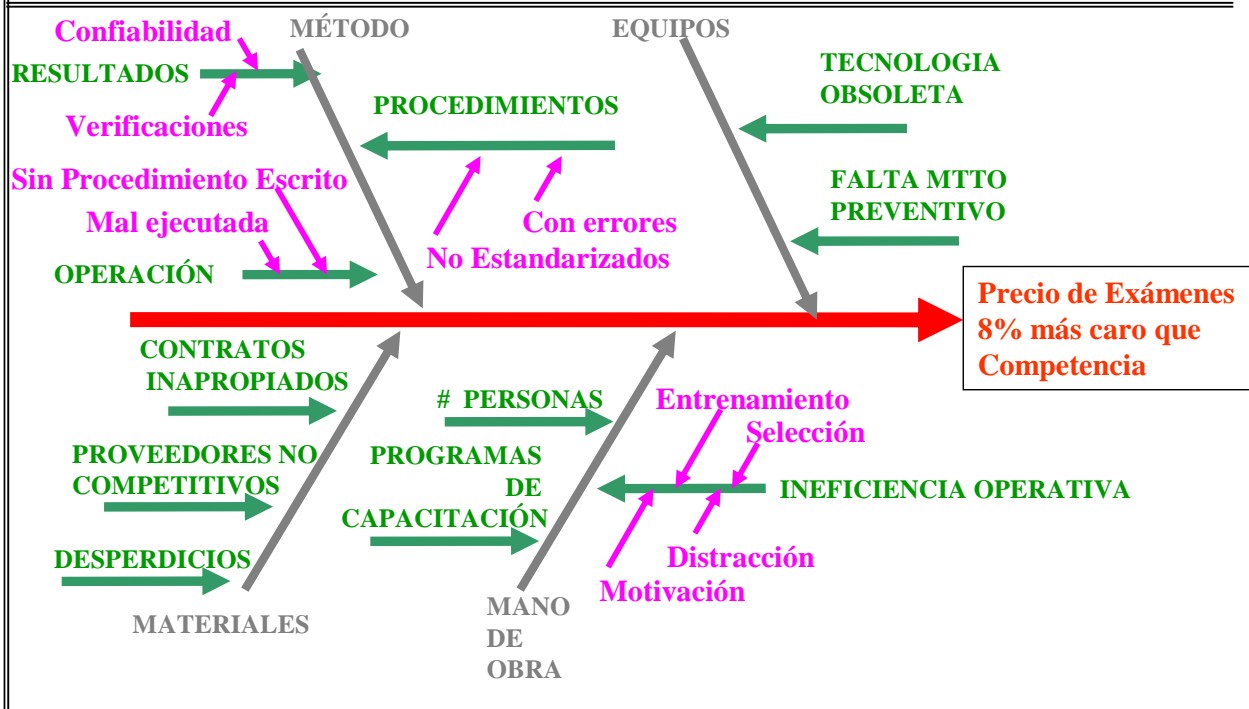 Confiabilidad
MÉTODO
EQUIPOS
RESULTADOS
TECNOLOGIA
OBSOLETA
PROCEDIMIENTOS
Verificaciones
Sin Procedimiento Escrito
FALTA MTTO
PREVENTIVO
Mal ejecutada
Con errores
No Estandarizados
OPERACIÓN
Precio de Exámenes
8% más caro que
Competencia
CONTRATOS
INAPROPIADOS
# PERSONAS
Entrenamiento
Selección
PROVEEDORES NO
COMPETITIVOS
PROGRAMAS
DE
CAPACITACIÓN
INEFICIENCIA OPERATIVA
DESPERDICIOS
Distracción
Motivación
MATERIALES
MANO
DE
OBRA